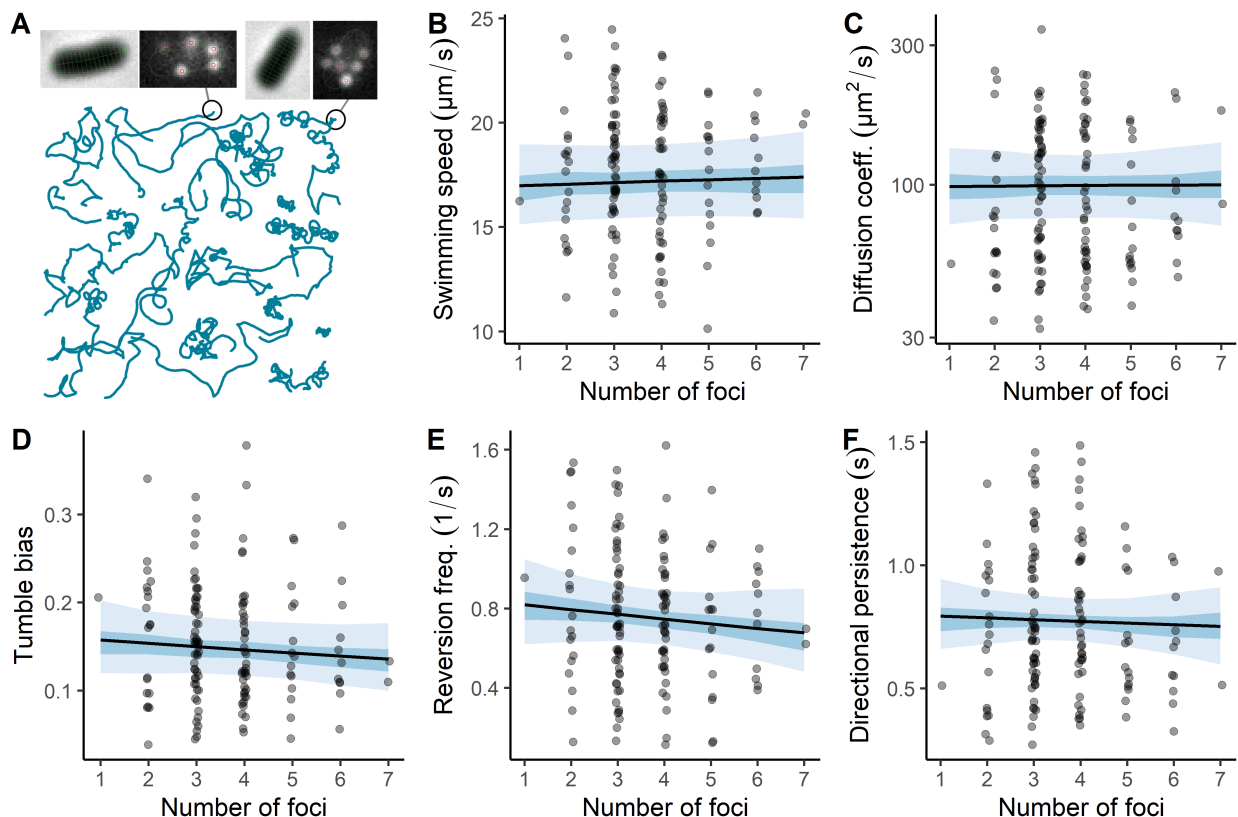 A
B
Swimming speed (μm/s)
25
20
15
10
1 2 3 4 5 6 7
Number of foci
C
Diffusion coeff. (μm²/s)
300
100
30
1 2 3 4 5 6 7
Number of foci
D
Tumble bias
0.3
0.2
0.1
1 2 3 4 5 6 7
Number of foci
E
Reversion freq. (1/s)
1.6
1.2
0.8
0.4
1 2 3 4 5 6 7
Number of foci
F
Directional persistence (s)
1.5
1.0
0.5
1 2 3 4 5 6 7
Number of foci